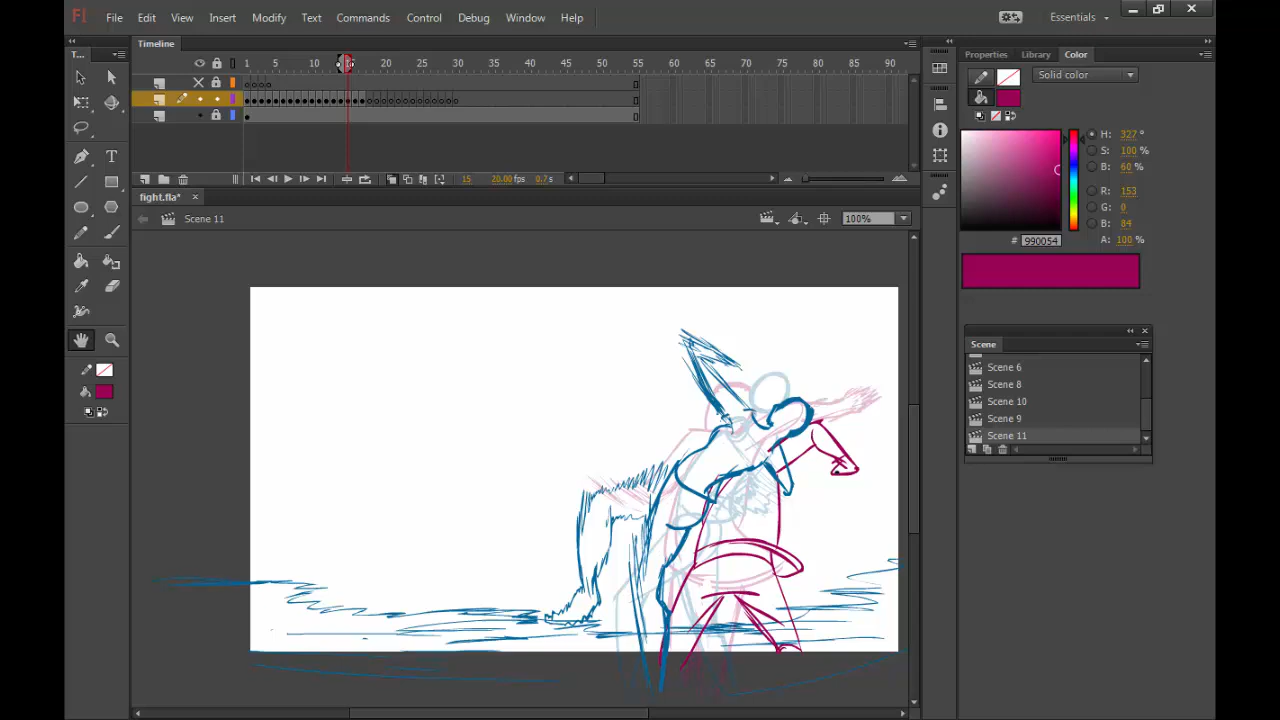 Fl File Edit View Insert Modify Text Commands Control Debug Window Help Essentials
Timeline
T...
1 5 10 20 25 30 35 40 45 50 55 60 65 70 75 80 85 90
15 20.00 fps 0.7 s
fight.fla* ×
Scene 11 100%
Properties Library Color
Solid color
H: 327 °
S: 100 %
B: 60 %
R: 153
G: 0
B: 84
# 990054 A: 100 %
Scene
Scene 6
Scene 8
Scene 10
Scene 9
Scene 11